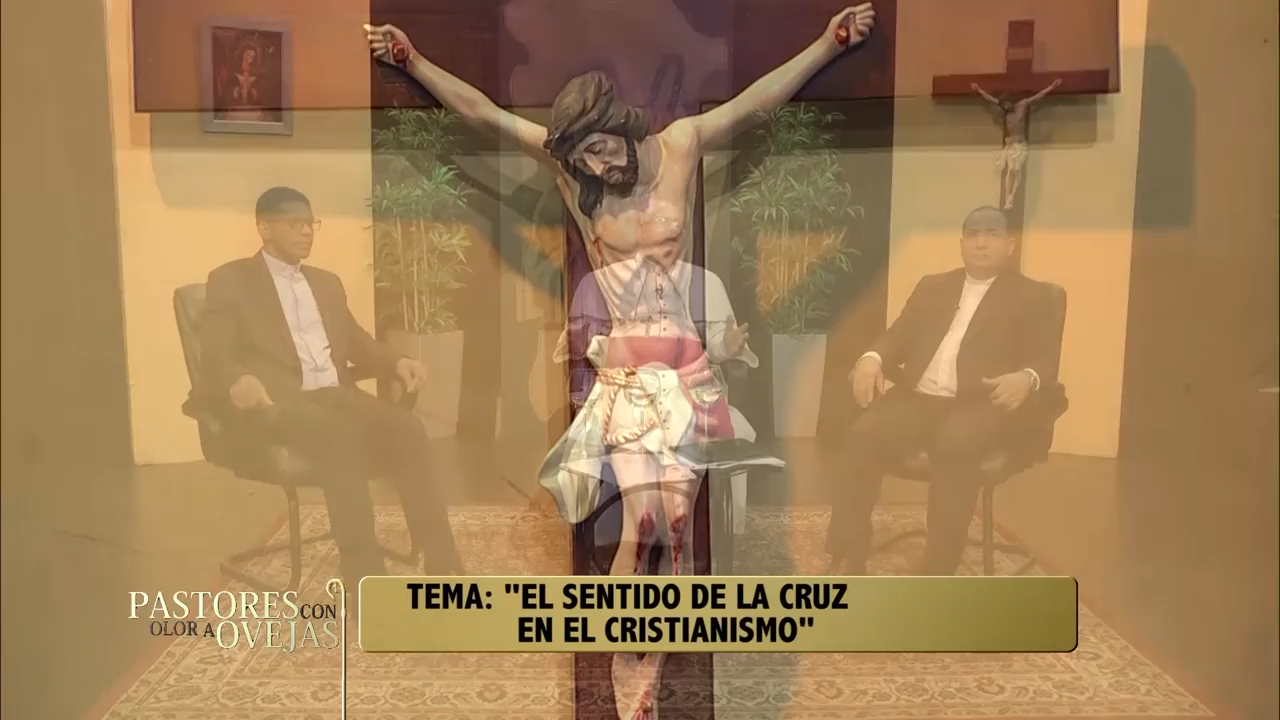 PASTORES CON
OLOR A OVEJAS
TEMA: "EL SENTIDO DE LA CRUZ
EN EL CRISTIANISMO"